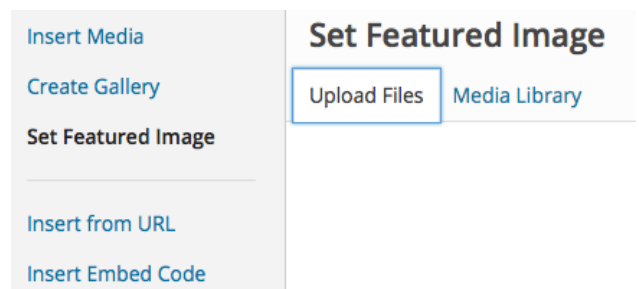 Insert Media
Create Gallery
Set Featured Image
Insert from URL
Insert Embed Code
Set Featured Image
Upload Files
Media Library